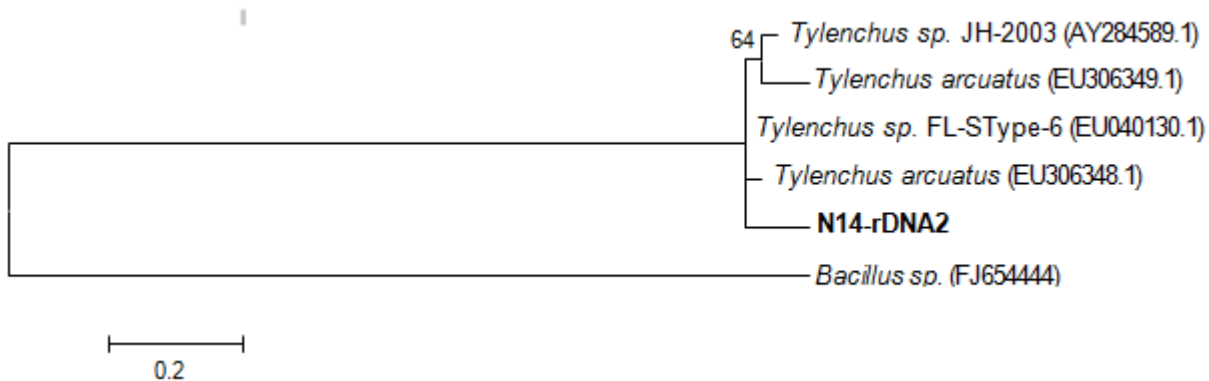 64
Tylenchus sp. JH-2003 (AY284589.1)
Tylenchus arcuatus (EU306349.1)
Tylenchus sp. FL-SType-6 (EU040130.1)
Tylenchus arcuatus (EU306348.1)
N14-rDNA2
Bacillus sp. (FJ654444)
0.2